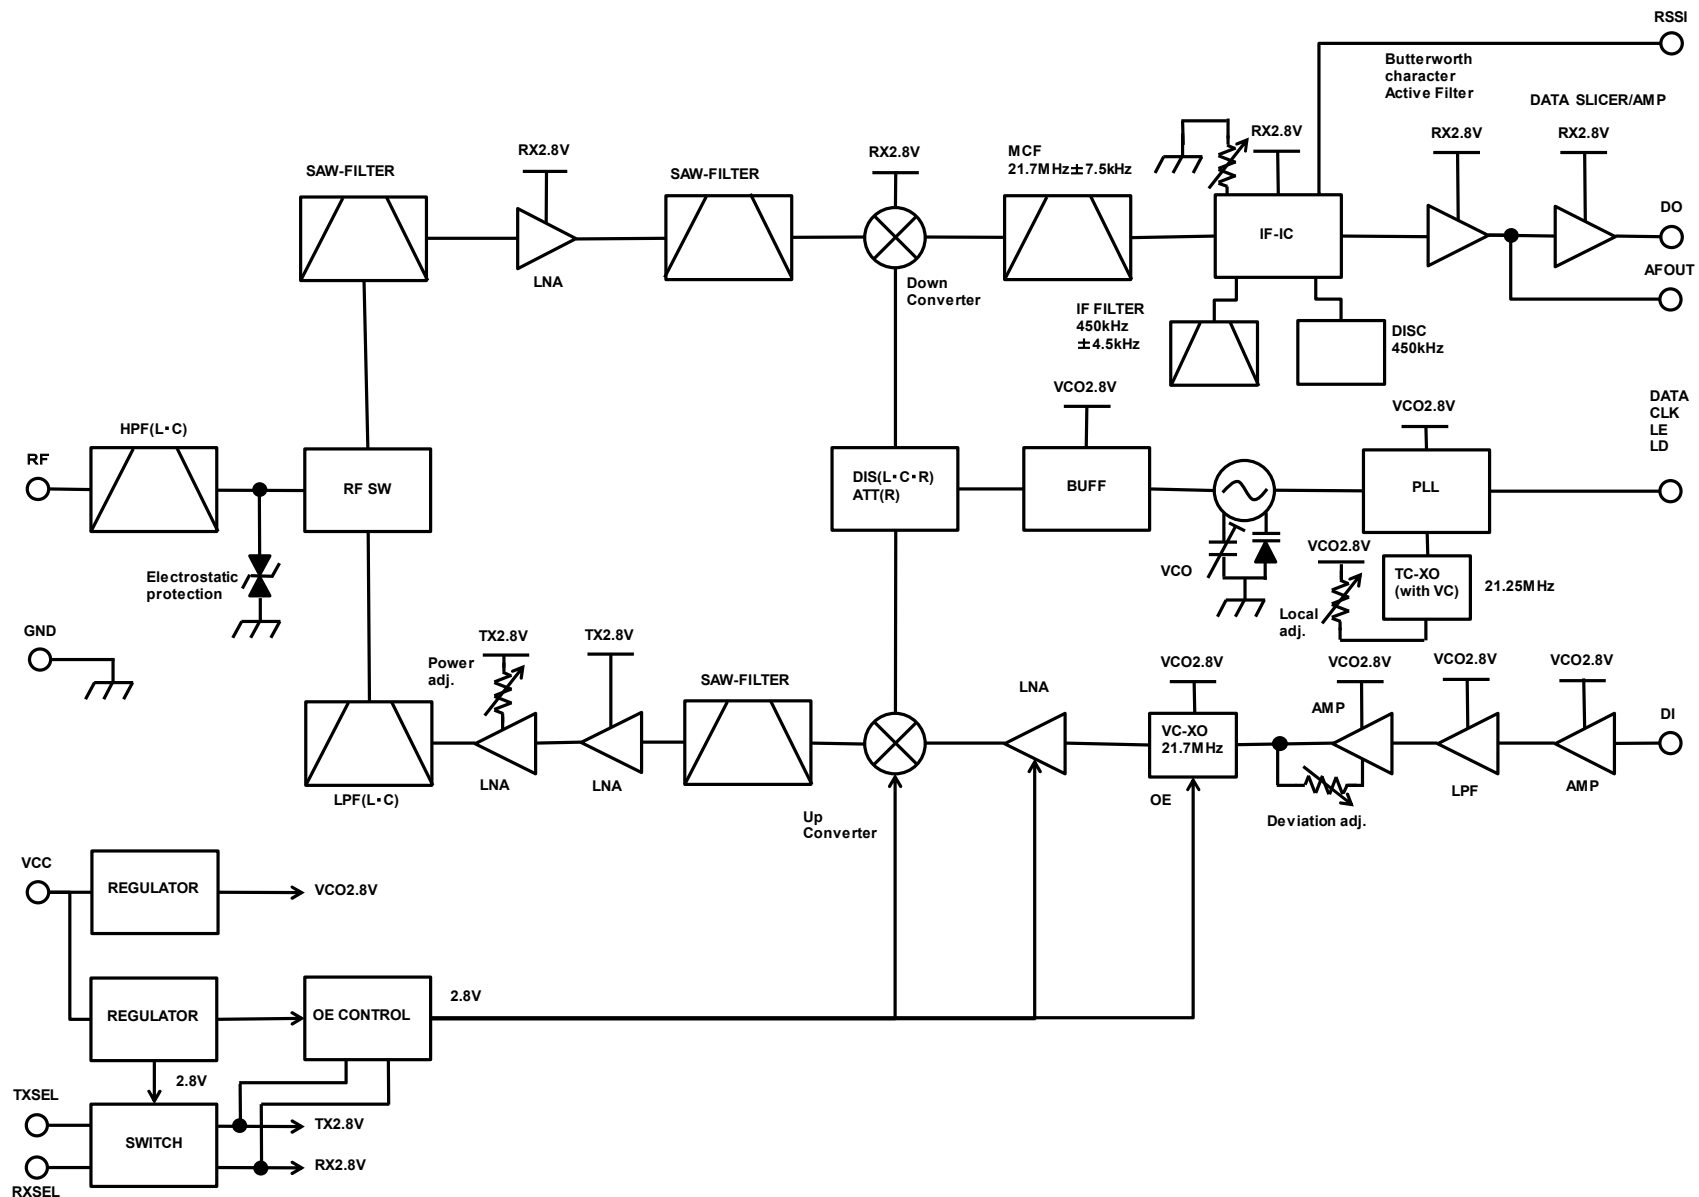 RSSI
Butterworth
character
Active Filter
DATA SLICER/AMP
RX2.8V
RX2.8V
RX2.8V
RX2.8V
RX2.8V
MCF
21.7MHz±7.5kHz
SAW-FILTER
SAW-FILTER
LNA
IF-IC
DO
AFOUT
Down
Converter
IF FILTER
450kHz
±4.5kHz
DISC
450kHz
VCO2.8V
VCO2.8V
DATA
CLK
LE
LD
HPF(L･C)
RF
RF SW
DIS(L･C･R)
ATT(R)
BUFF
PLL
VCO2.8V
VCO
TC-XO
(with VC)
21.25MHz
Electrostatic
protection
Local
adj.
GND
TX2.8V
TX2.8V
Power
adj.
SAW-FILTER
LNA
VCO2.8V
VCO2.8V
VCO2.8V
VCO2.8V
AMP
DI
VC-XO
21.7MHz
LPF(L･C)
LNA
LNA
OE
LPF
AMP
Up
Converter
Deviation adj.
VCC
REGULATOR
VCO2.8V
2.8V
REGULATOR
OE CONTROL
2.8V
TXSEL
TX2.8V
SWITCH
RX2.8V
RXSEL